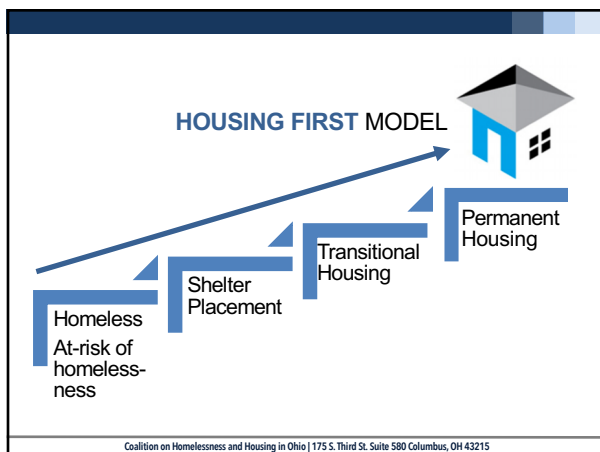 HOUSING FIRST MODEL
Homeless
At-risk of
homeless-
ness
Shelter
Placement
Transitional
Housing
Permanent
Housing
Coalition on Homelessness and Housing in Ohio | 175 S. Third St. Suite 580 Columbus, OH 43215